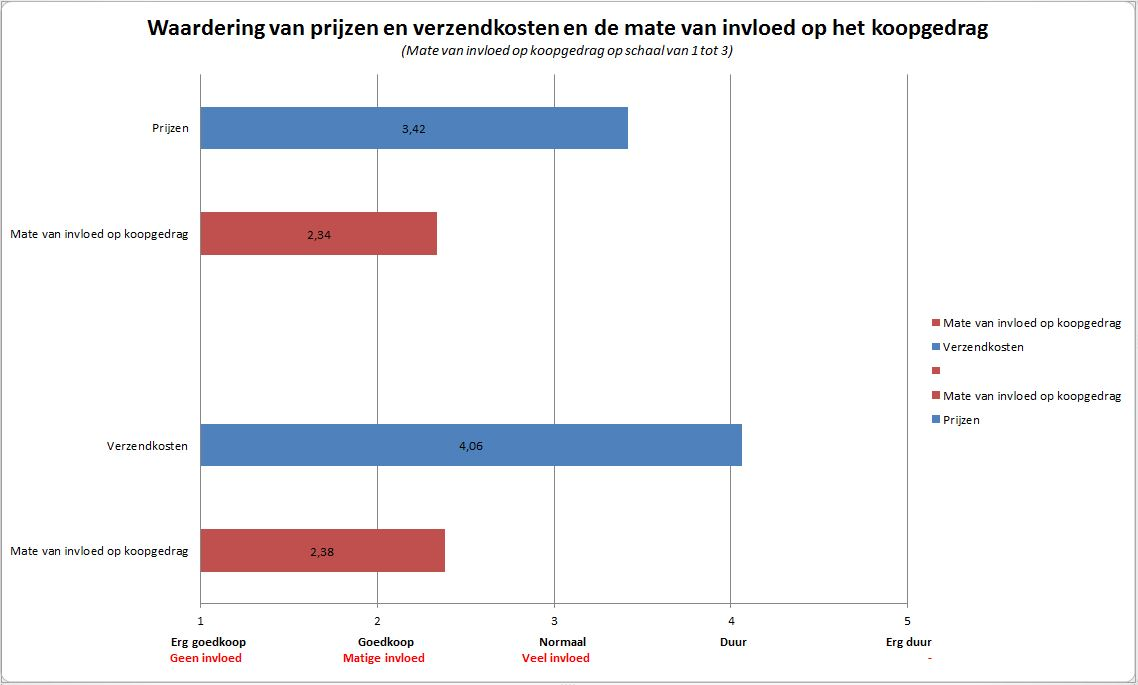 Waardering van prijzen en verzendkosten en de mate van invloed op het koopgedrag
(Mate van invloed op koopgedrag op schaal van 1 tot 3)
Prijzen
3,42
Mate van invloed op koopgedrag
2,34
Verzendkosten
4,06
Mate van invloed op koopgedrag
2,38
1 2 3 4 5
Erg goedkoop Goedkoop Normaal Duur Erg duur
Geen invloed Matige invloed Veel invloed -
Mate van invloed op koopgedrag
Verzendkosten
Mate van invloed op koopgedrag
Prijzen